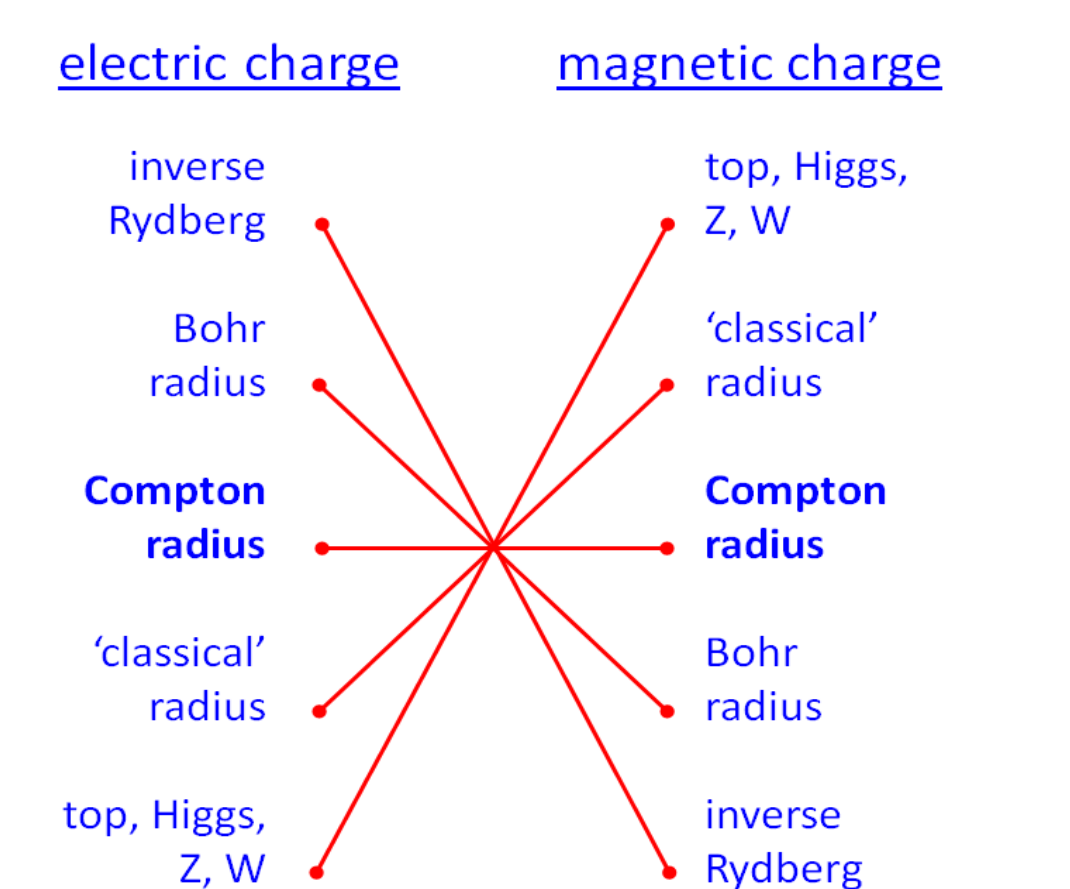 electric charge
magnetic charge
inverse
Rydberg
top, Higgs,
Z, W
Bohr
radius
‘classical’
radius
Compton
radius
Compton
radius
‘classical’
radius
Bohr
radius
top, Higgs,
Z, W
inverse
Rydberg